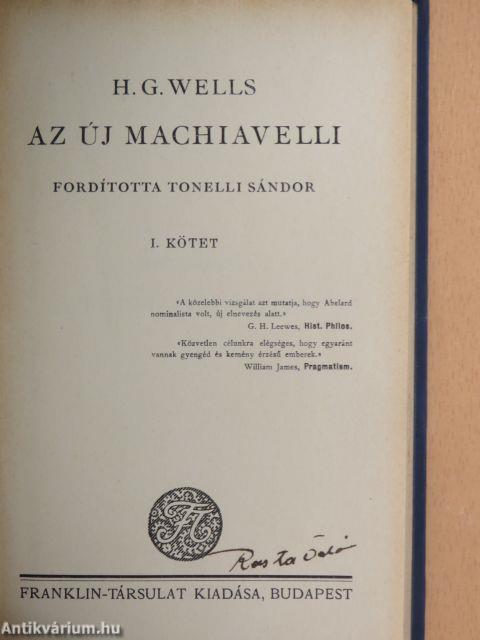 H. G. WELLS
AZ ÚJ MACHIAVELLI
FORDÍTOTTA TONELLI SÁNDOR
I. KÖTET
«A közelebbi vizsgálat azt mutatja, hogy Abelard
nominalista volt, új elnevezés alatt.»
G. H. Leewes, Hist. Philos.
«Közvetlen célunkra elégséges, hogy egyaránt
vannak gyengéd és kemény érzésű emberek.»
William James, Pragmatism.
FRANKLIN-TÁRSULAT KIADÁSA, BUDAPEST
Antikvárium.hu